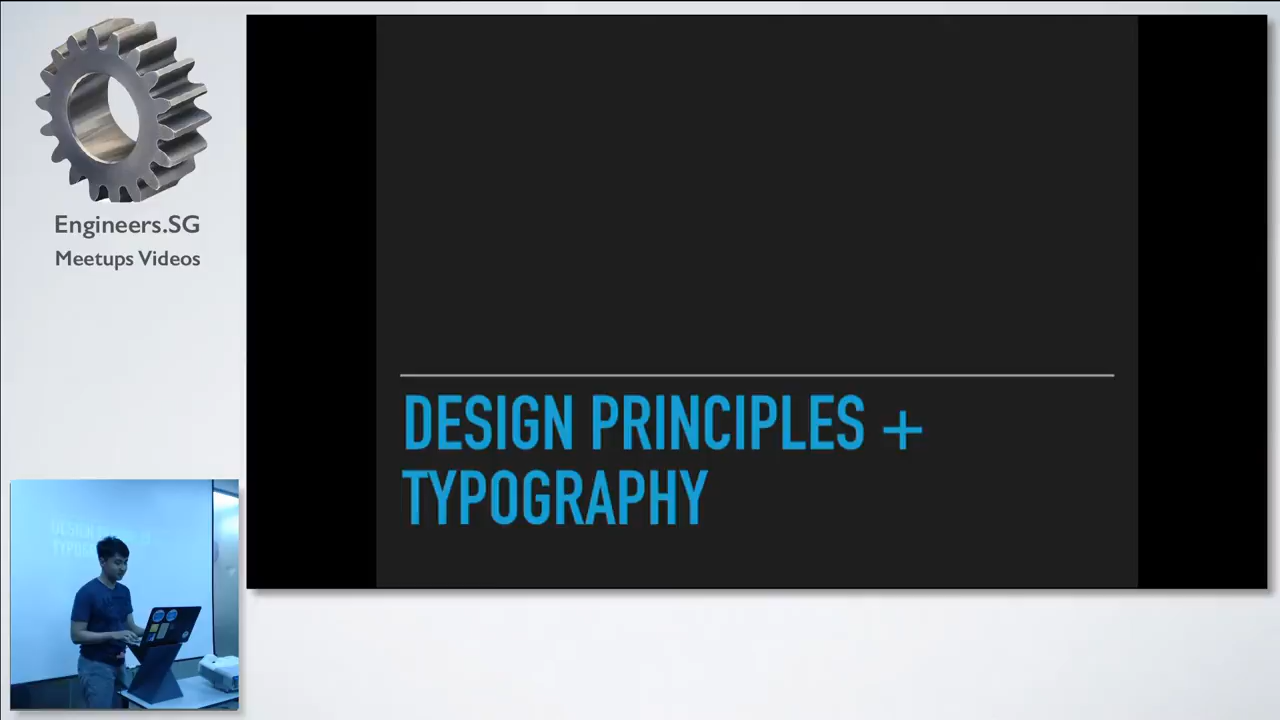 Engineers.SG
Meetups Videos
DESIGN PRINCIPLES +
TYPOGRAPHY